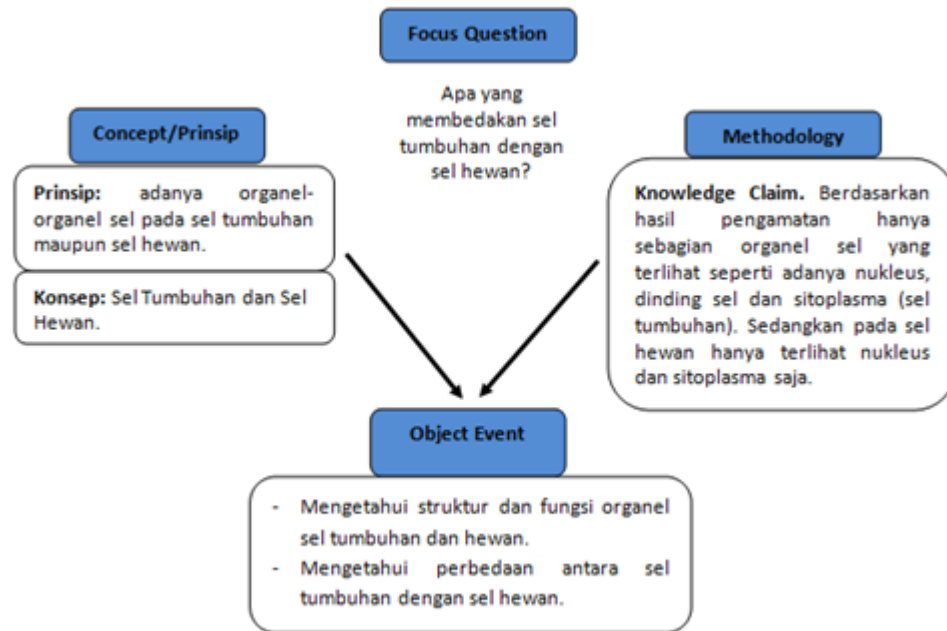 Focus Question
Apa yang
membedakan sel
tumbuhan dengan
sel hewan?
Concept/Prinsip
Prinsip: adanya organel-
organel sel pada sel tumbuhan
maupun sel hewan.
Konsep: Sel Tumbuhan dan Sel
Hewan.
Methodology
Knowledge Claim. Berdasarkan
hasil pengamatan hanya
sebagian organel sel yang
terlihat seperti adanya nukleus,
dinding sel dan sitoplasma (sel
tumbuhan). Sedangkan pada sel
hewan hanya terlihat nukleus
dan sitoplasma saja.
Object Event
- Mengetahui struktur dan fungsi organel
sel tumbuhan dan hewan.
- Mengetahui perbedaan antara sel
tumbuhan dengan sel hewan.